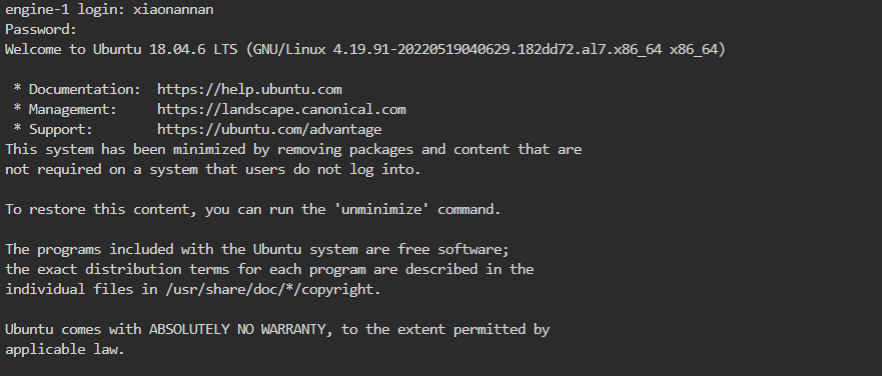 engine-1 login: xiaonannan
Password:
Welcome to Ubuntu 18.04.6 LTS (GNU/Linux 4.19.91-20220519040629.182dd72.al7.x86_64 x86_64)
* Documentation:  https://help.ubuntu.com
* Management:     https://landscape.canonical.com
* Support:        https://ubuntu.com/advantage
This system has been minimized by removing packages and content that are
not required on a system that users do not log into.
To restore this content, you can run the 'unminimize' command.
The programs included with the Ubuntu system are free software;
the exact distribution terms for each program are described in the
individual files in /usr/share/doc/*/copyright.
Ubuntu comes with ABSOLUTELY NO WARRANTY, to the extent permitted by
applicable law.